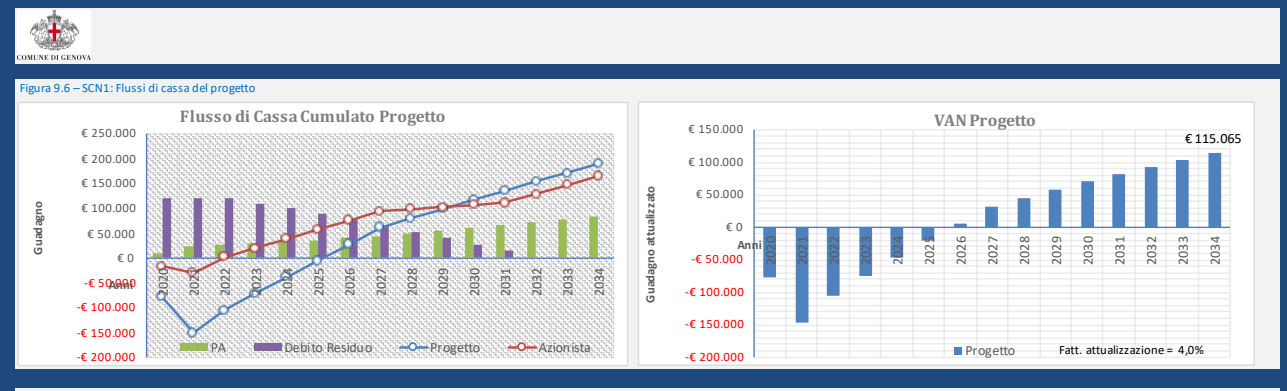 COMUNE DI GENOVA
Figura 9.6 – SCN1: Flussi di cassa del progetto
Flusso di Cassa Cumulato Progetto
Guadagno
€ 250.000
€ 200.000
€ 150.000
€ 100.000
€ 50.000
€ 0
-€ 50.000
-€ 100.000
-€ 150.000
-€ 200.000
Anni
2020 2021 2022 2023 2024 2025 2026 2027 2028 2029 2030 2031 2032 2033 2034
PA Debito Residuo Progetto Azionista
VAN Progetto
Guadagno attualizzato
€ 150.000
€ 100.000
€ 50.000
€ 0
-€ 50.000
-€ 100.000
-€ 150.000
-€ 200.000
€ 115.065
Anni
2020 2021 2022 2023 2024 2025 2026 2027 2028 2029 2030 2031 2032 2033 2034
Progetto Fatt. attualizzazione = 4,0%